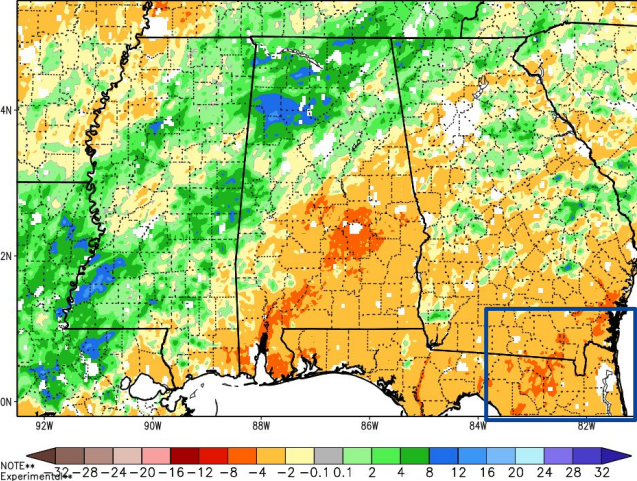 4N
2N
0N
92W 90W 88W 86W 84W 82W
NOTE**
Experimental**
32-28-24-20-16-12-8 -4 -2-0.1 0.1 2 4 8 12 16 20 24 28 32